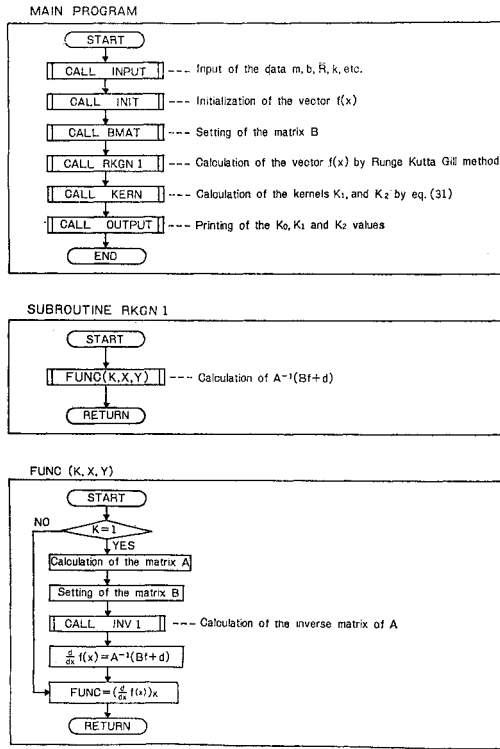 MAIN PROGRAM
START
CALL INPUT --- Input of the data m, b, R̄, k, etc.
CALL INIT --- Initialization of the vector f(x)
CALL BMAT --- Setting of the matrix B
CALL RKGN 1 --- Calculation of the vector f(x) by Runge Kutta Gill method
CALL KERN --- Calculation of the kernels K₁, and K₂ by eq. (31)
CALL OUTPUT --- Printing of the K₀, K₁ and K₂ values
END
SUBROUTINE RKGN 1
START
FUNC(K,X,Y) --- Calculation of A⁻¹(Bf+d)
RETURN
FUNC (K, X, Y)
START
NO
K=1
YES
Calculation of the matrix A
Setting of the matrix B
CALL INV 1 --- Calculation of the inverse matrix of A
d/dx f(x)=A⁻¹(Bf+d)
FUNC=(d/dx f(x))κ
RETURN